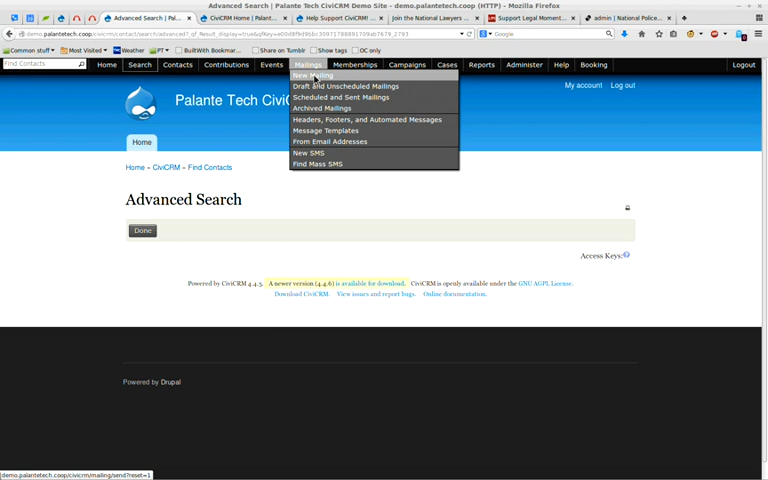 Advanced Search | Palante Tech CiviCRM Demo Site - demo.palantetech.coop (HTTP) - Mozilla Firefox
Advanced Search | Pal...
CiviCRM Home | Palant...
Help Support CiviCRM! ...
Join the National Lawyers ...
Support Legal Moment...
admin | National Police...
demo.palantetech.coop/civicrm/contact/search/advanced?_qf_Result_display=true&qfKey=
Google
Common stuff
Most Visited
Weather
PT
BUILTWith Bookmar...
Share on Tumblr
Show tags
OC only
Find Contacts
Home Search Contacts Contributions Events Mailings Memberships Campaigns Cases Reports Administer Help Booking Logout
New Mailing
Draft and Unscheduled Mailings
Scheduled and Sent Mailings
Archived Mailings
Headers, Footers, and Automated Messages
Message Templates
From Email Addresses
New SMS
Find Mass SMS
My account Log out
Palante Tech Civi
Home
Home » CiviCRM » Find Contacts
Advanced Search
Done
Access Keys:
Powered by CiviCRM 4.4.5. A newer version (4.4.6) is available for download. CiviCRM is openly available under the GNU AGPL License.
Download CiviCRM. View issues and report bugs. Online documentation.
Powered by Drupal
demo.palantetech.coop/civicrm/mailing/send?reset=1